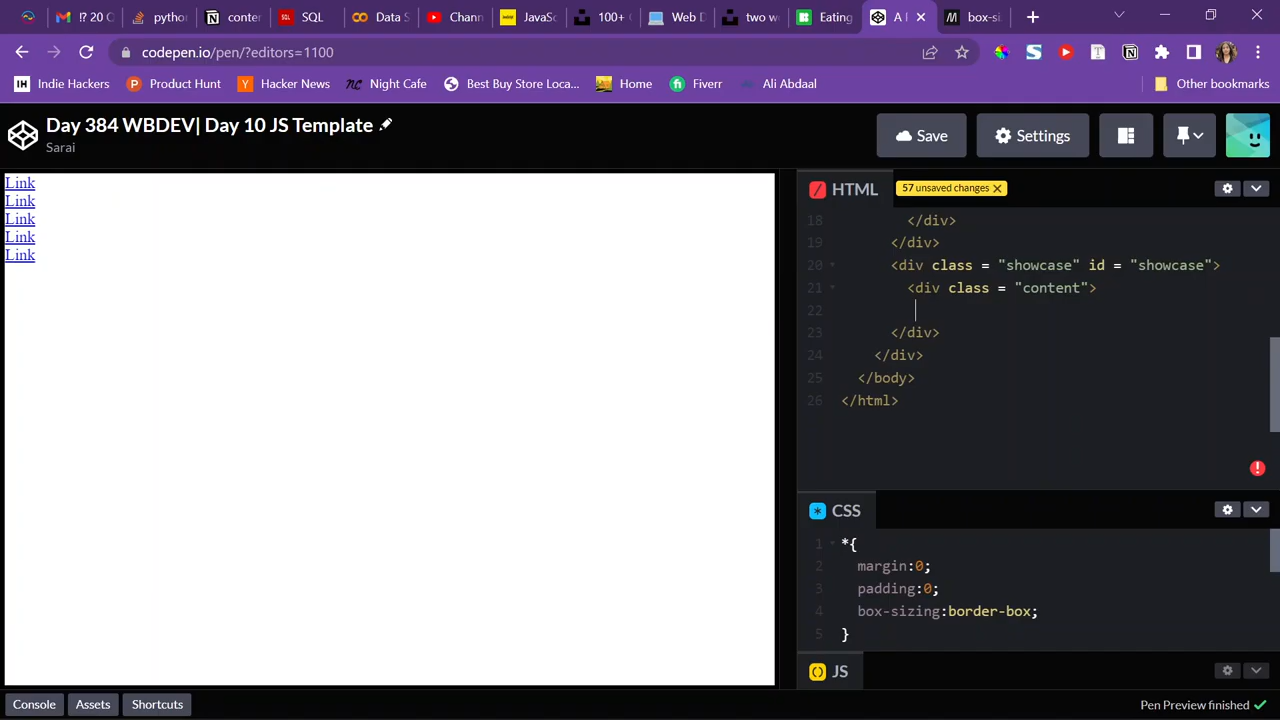 !? 20
python
conter
SQL
Data S
Chann
JavaSc
100+ 
Web D
two w
Eating
A
box-si
codepen.io/pen/?editors=1100
Indie Hackers
Product Hunt
Hacker News
Night Cafe
Best Buy Store Loca...
Home
Fiverr
Ali Abdaal
Other bookmarks
Day 384 WBDEV| Day 10 JS Template
Sarai
Save
Settings
Link
Link
Link
Link
Link
HTML
57 unsaved changes
18 </div>
19 </div>
20 <div class = "showcase" id = "showcase">
21 <div class = "content">
22
23 </div>
24 </div>
25 </body>
26 </html>
CSS
1 *{
2 margin:0;
3 padding:0;
4 box-sizing:border-box;
5 }
JS
Console
Assets
Shortcuts
Pen Preview finished